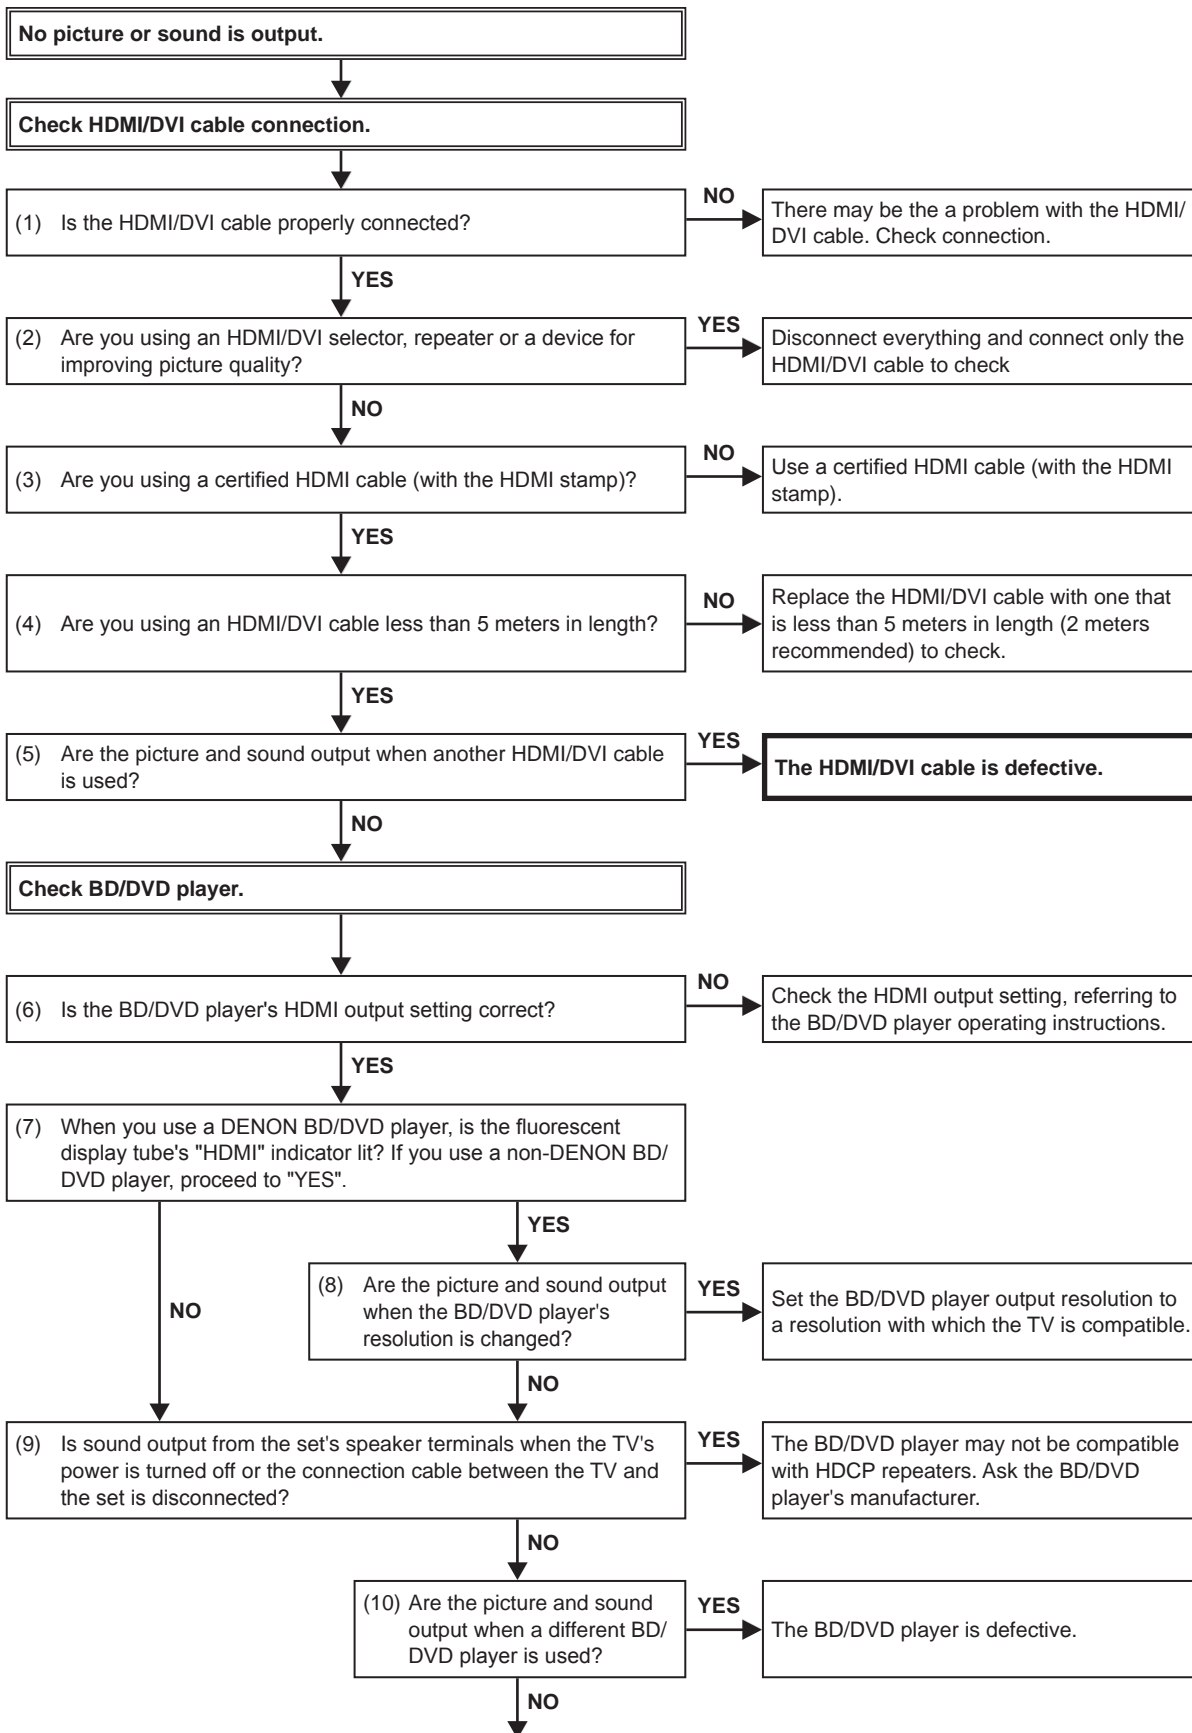 No picture or sound is output.
Check HDMI/DVI cable connection.
(1) Is the HDMI/DVI cable properly connected?
NO
There may be the a problem with the HDMI/
DVI cable. Check connection.
YES
(2) Are you using an HDMI/DVI selector, repeater or a device for
improving picture quality?
YES
Disconnect everything and connect only the
HDMI/DVI cable to check
NO
(3) Are you using a certified HDMI cable (with the HDMI stamp)?
NO
Use a certified HDMI cable (with the HDMI
stamp).
YES
(4) Are you using an HDMI/DVI cable less than 5 meters in length?
NO
Replace the HDMI/DVI cable with one that
is less than 5 meters in length (2 meters
recommended) to check.
YES
(5) Are the picture and sound output when another HDMI/DVI cable
is used?
YES
The HDMI/DVI cable is defective.
NO
Check BD/DVD player.
(6) Is the BD/DVD player's HDMI output setting correct?
NO
Check the HDMI output setting, referring to
the BD/DVD player operating instructions.
YES
(7) When you use a DENON BD/DVD player, is the fluorescent
display tube's "HDMI" indicator lit? If you use a non-DENON BD/
DVD player, proceed to "YES".
YES
NO
(8) Are the picture and sound output
when the BD/DVD player's
resolution is changed?
YES
Set the BD/DVD player output resolution to
a resolution with which the TV is compatible.
NO
(9) Is sound output from the set's speaker terminals when the TV's
power is turned off or the connection cable between the TV and
the set is disconnected?
YES
The BD/DVD player may not be compatible
with HDCP repeaters. Ask the BD/DVD
player's manufacturer.
NO
(10) Are the picture and sound
output when a different BD/
DVD player is used?
YES
The BD/DVD player is defective.
NO